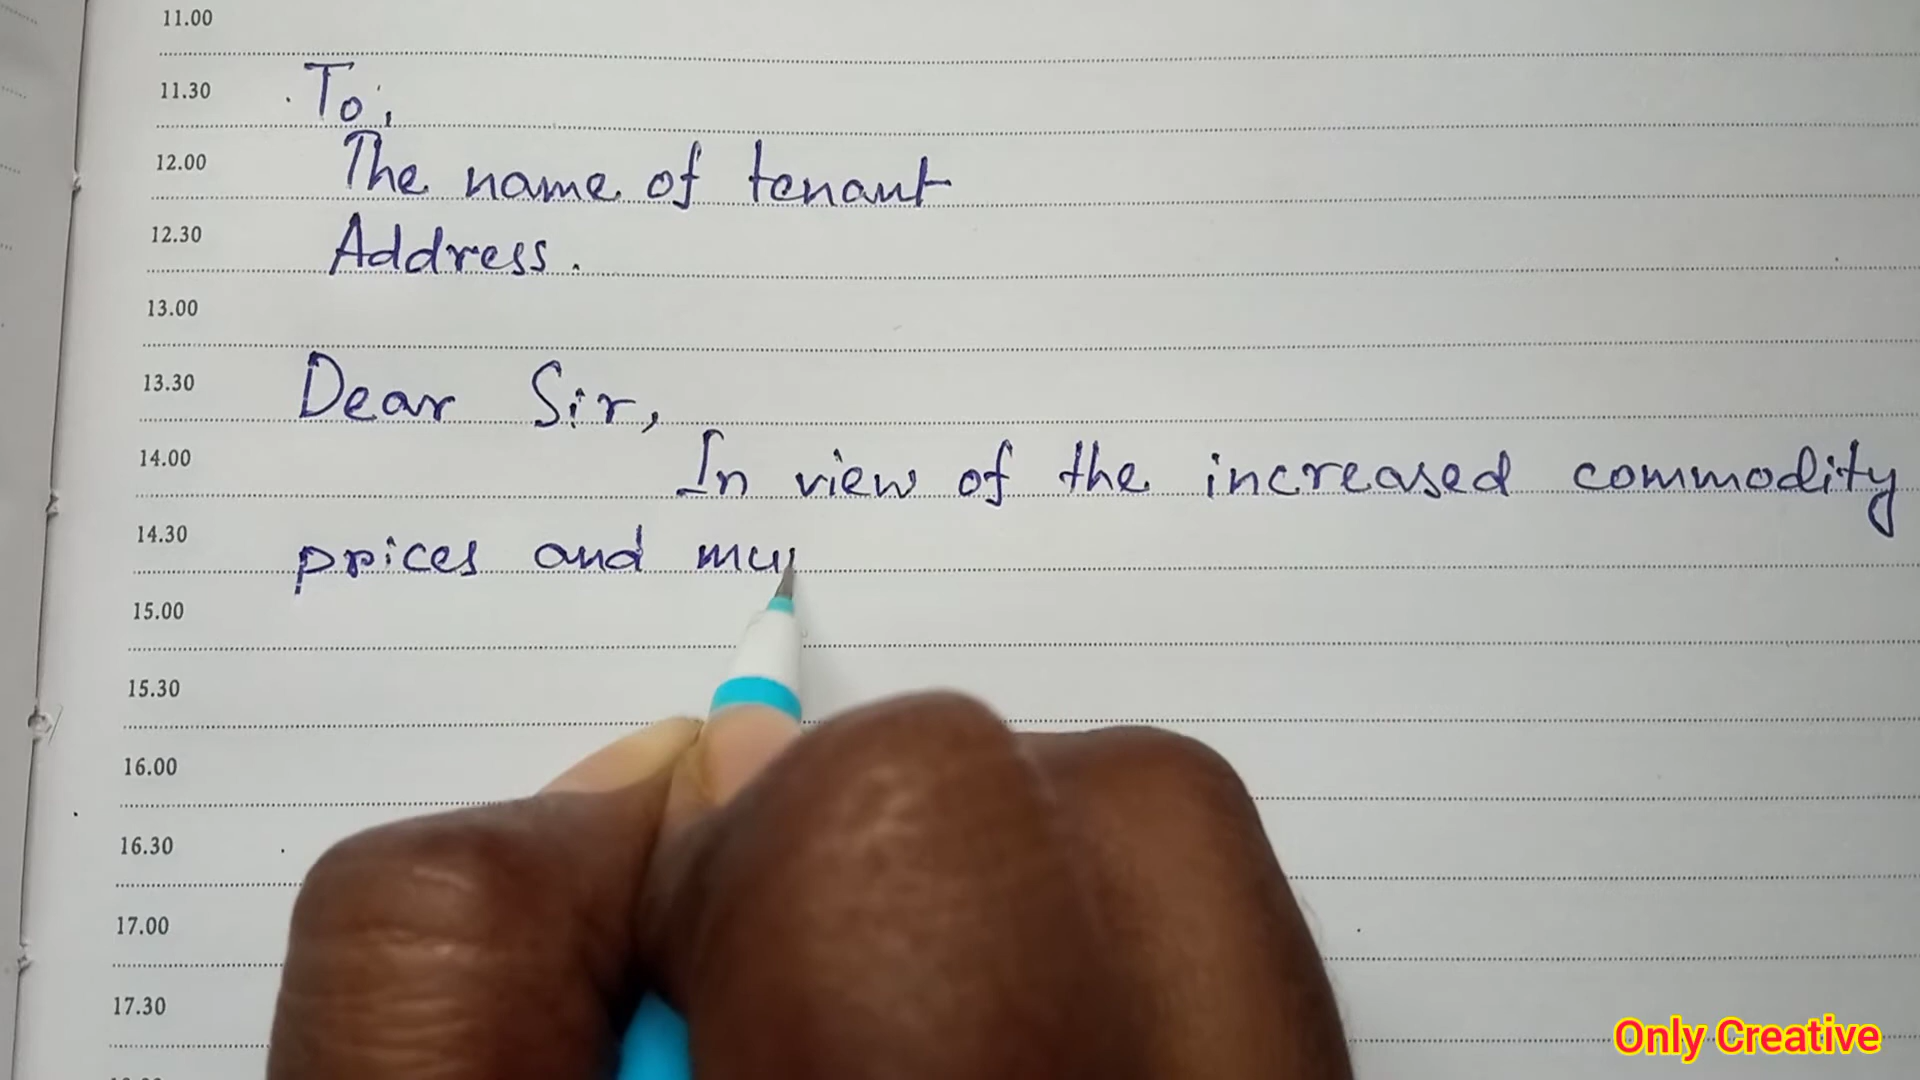 11.00
11.30 To,
12.00 The name of tenant
12.30 Address.
13.00
13.30 Dear Sir,
14.00 In view of the increased commodity
14.30 prices and mu
15.00
15.30
16.00
16.30
17.00
17.30
Only Creative